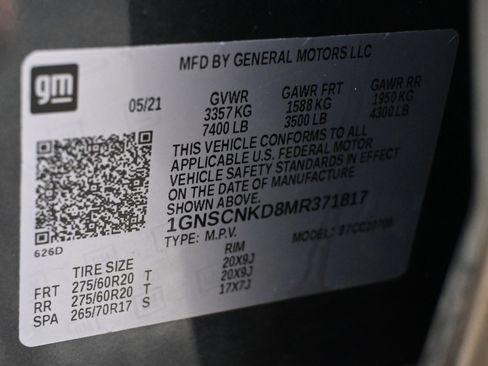 gm
MFD BY GENERAL MOTORS LLC
05/21 GVWR GAWR FRT GAWR RR
3357 KG 1588 KG 1950 KG
7400 LB 3500 LB 4300 LB
THIS VEHICLE CONFORMS TO ALL
APPLICABLE U.S. FEDERAL MOTOR
VEHICLE SAFETY STANDARDS IN EFFECT
ON THE DATE OF MANUFACTURE
SHOWN ABOVE.
1GNSCNKD8MR371817
626D TYPE: M.P.V. MODEL:
TIRE SIZE RIM
FRT 275/60R20 T 20X9J
RR 275/60R20 T 20X9J
SPA 265/70R17 S 17X7J